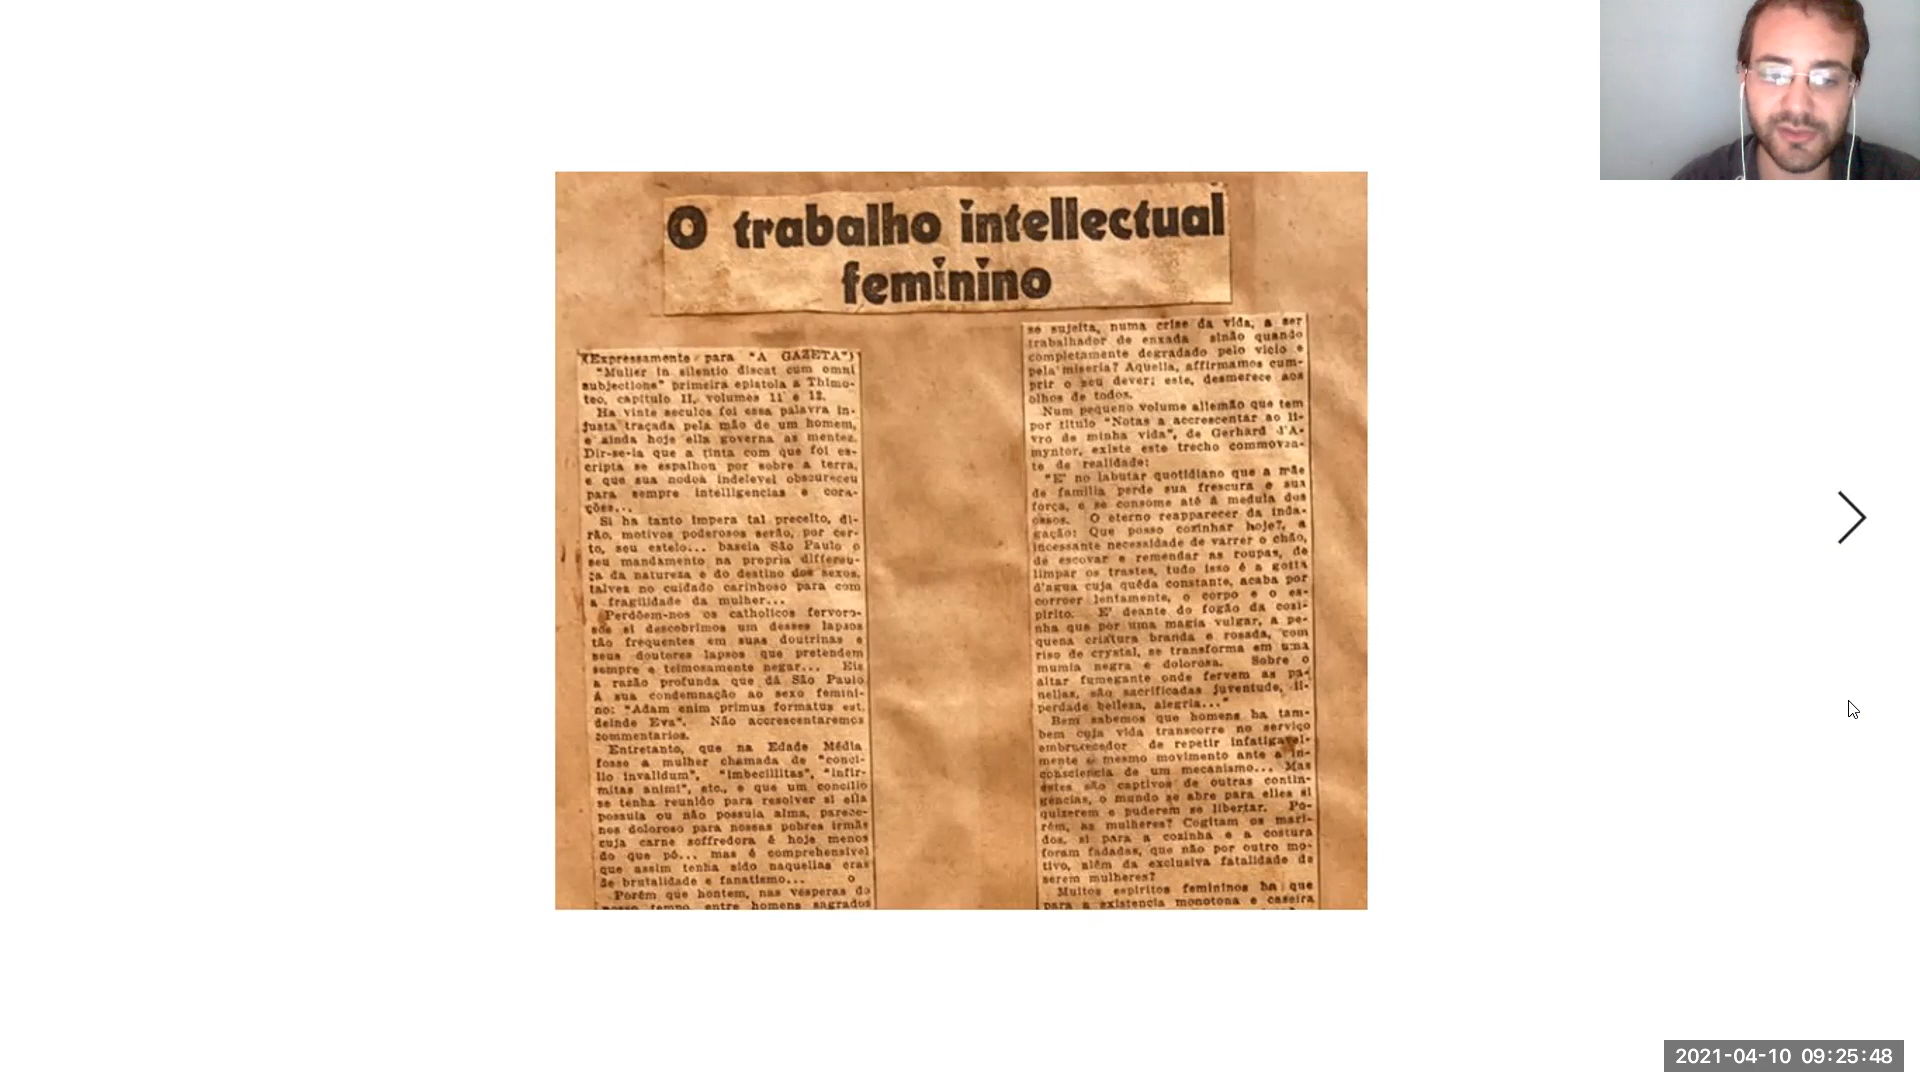 O trabalho intellectual
feminino
(Expressamente para "A GAZETA")
"Mulier in silentio discat cum omni
subjectione" primeira epistola a Thimo-
teo, capitulo II, volumes 11 e 12.
Ha vinte seculos foi essa palavra in-
justa traçada pela mão de um homem,
e ainda hoje ella governa as mentes.
Dir-se-ia que a tinta com que foi es-
cripta se espalhou por sobre a terra,
e que sua nodoa indelevel obscureceu
para sempre intelligencias e cora-
ções...
Si ha tanto impera tal preceito, di-
rão, motivos poderosos serão, por cer-
to, seu esteio... baseia São Paulo o
seu mandamento na propria differen-
ça da natureza e do destino dos sexos,
talvez no cuidado carinhoso para com
a fragilidade da mulher...
Perdôem-nos os catholicos fervoro-
sos si descobrimos um desses lapsos
tão frequentes em suas doutrinas e
seus doutores lapsos que pretendem
sempre e teimosamente negar... Eis
a razão profunda que dá São Paulo
á sua condemnação ao sexo femini-
no: "Adam enim primus formatus est,
deinde Eva". Não accrescentaremos
commentarios.
Entretanto, que na Edade Média
fosse a mulher chamada de "conci-
lio invalidum", "imbecillitas", "infir-
mitas animi", etc., e que um concilio
se tenha reunido para resolver si ella
possuia ou não possuia alma, parece-
nos doloroso para nossas pobres irmãs
cuja carne soffredora é hoje menos
do que pó... mas é comprehensivel
que assim tenha sido naquellas eras
de brutalidade e fanatismo...
Porém que hontem, nas vesperas do
nosso tempo, entre homens sagrados
se sujeita, numa crise da vida, a ser
trabalhador de enxada sinão quando
completamente degradado pelo vicio e
pela miseria? Aquella, affirmamos cum-
prir o seu dever; este, desmerece aos
olhos de todos.
Num pequeno volume allemão que tem
por titulo "Notas a accrescentar ao li-
vro de minha vida", de Gerhard d'A-
myntor, existe este trecho commovan-
te de realidade:
"E' no labutar quotidiano que a mãe
de familia perde sua frescura e sua
força, e se consome até á medula dos
ossos. O eterno reapparecer da inda-
gação: Que posso cozinhar hoje?, a
incessante necessidade de varrer o chão,
de escovar e remendar as roupas, de
limpar os trastes, tudo isso é a gotta
d'agua cuja quéda constante, acaba por
corroer lentamente, o corpo e o es-
pirito. E' deante do fogão da cozi-
nha que por uma magia vulgar, a pe-
quena criatura branda e rosada, com
riso de crystal, se transforma em uma
mumia negra e dolorosa. Sobre o
altar fumegante onde fervem as pa-
nellas, são sacrificadas juventude, li-
perdade belleza, alegria..."
Bem sabemos que homens ha tam-
bem cuja vida transcorre no serviço
embrutecedor de repetir infatigavel-
mente o mesmo movimento ante a in-
consciencia de um mecanismo... Mas
estes são captivos de outras contin-
gencias, o mundo se abre para elles si
quizerem e puderem se libertar. Po-
rém, as mulheres? Cogitam os mari-
dos, si para a cozinha e a costura
foram fadadas, que não por outro mo-
tivo, além da exclusiva fatalidade de
serem mulheres?
Muitos espiritos femininos ha que
para a existencia monotona e caseira
2021-04-10 09:25:48